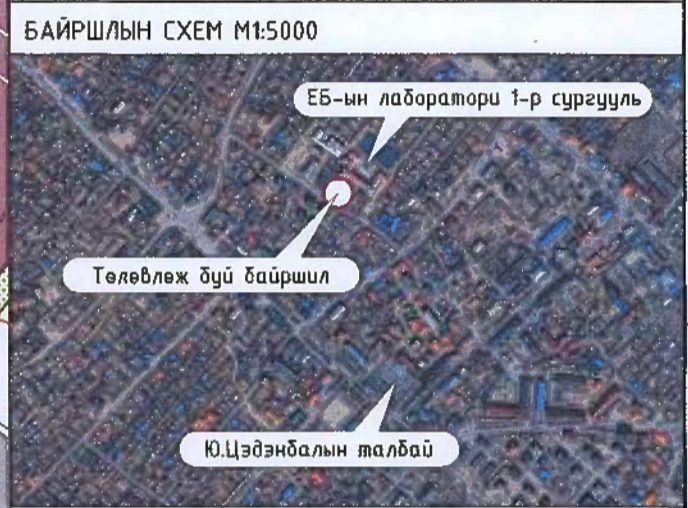 БАЙРШЛЫН СХЕМ М1:5000
ЕБ-ын лаборатори 1-р сургууль
Төлөвлөж буй байршил
Ю.Цэдэнбалын талбай